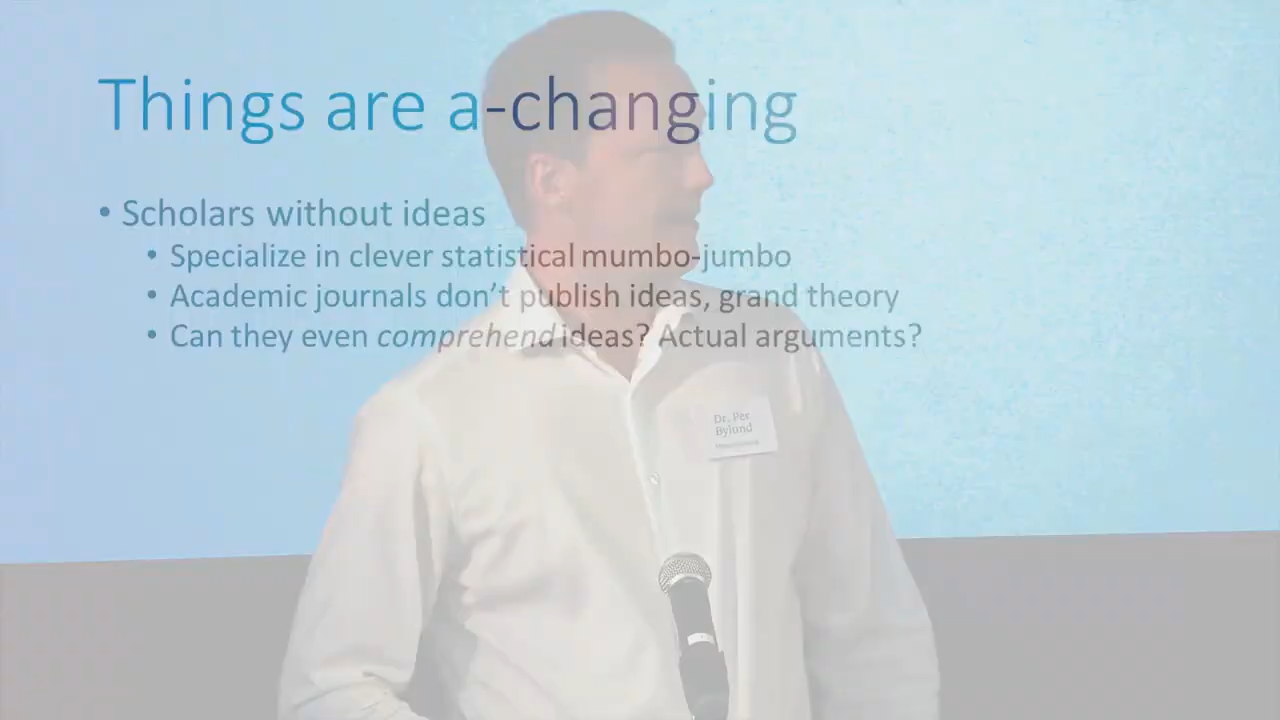 Things are a-changing
• Scholars without ideas
• Specialize in clever statistical mumbo-jumbo
• Academic journals don’t publish ideas, grand theory
• Can they even comprehend ideas? Actual arguments?
Dr. Per
Bylund